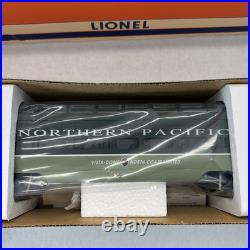 LIONEL
NORTHERN PACIFIC
VISTA-DOME NORTH COAST LIMITED